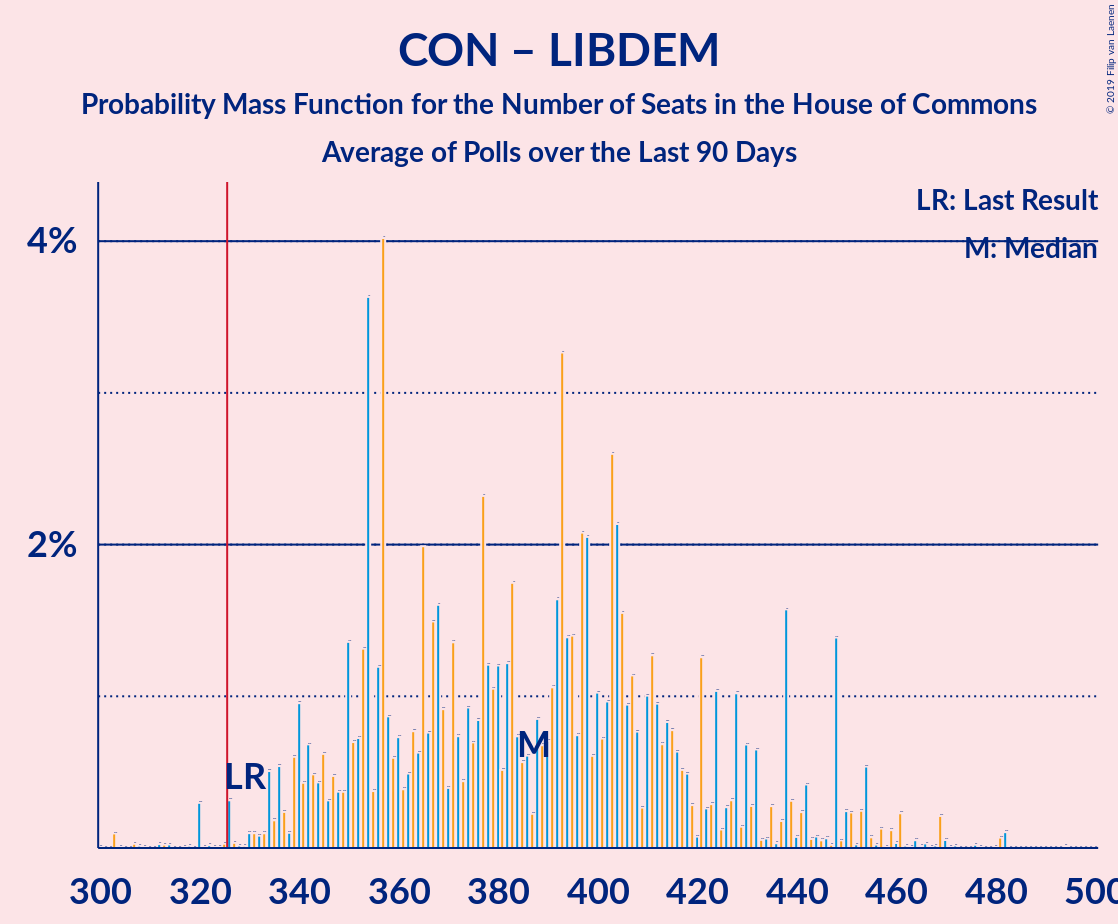 CON – LIBDEM
Probability Mass Function for the Number of Seats in the House of Commons
Average of Polls over the Last 90 Days
© 2019 Filip van Laenen
LR: Last Result
M: Median
4%
2%
LR
M
300 320 340 360 380 400 420 440 460 480 500